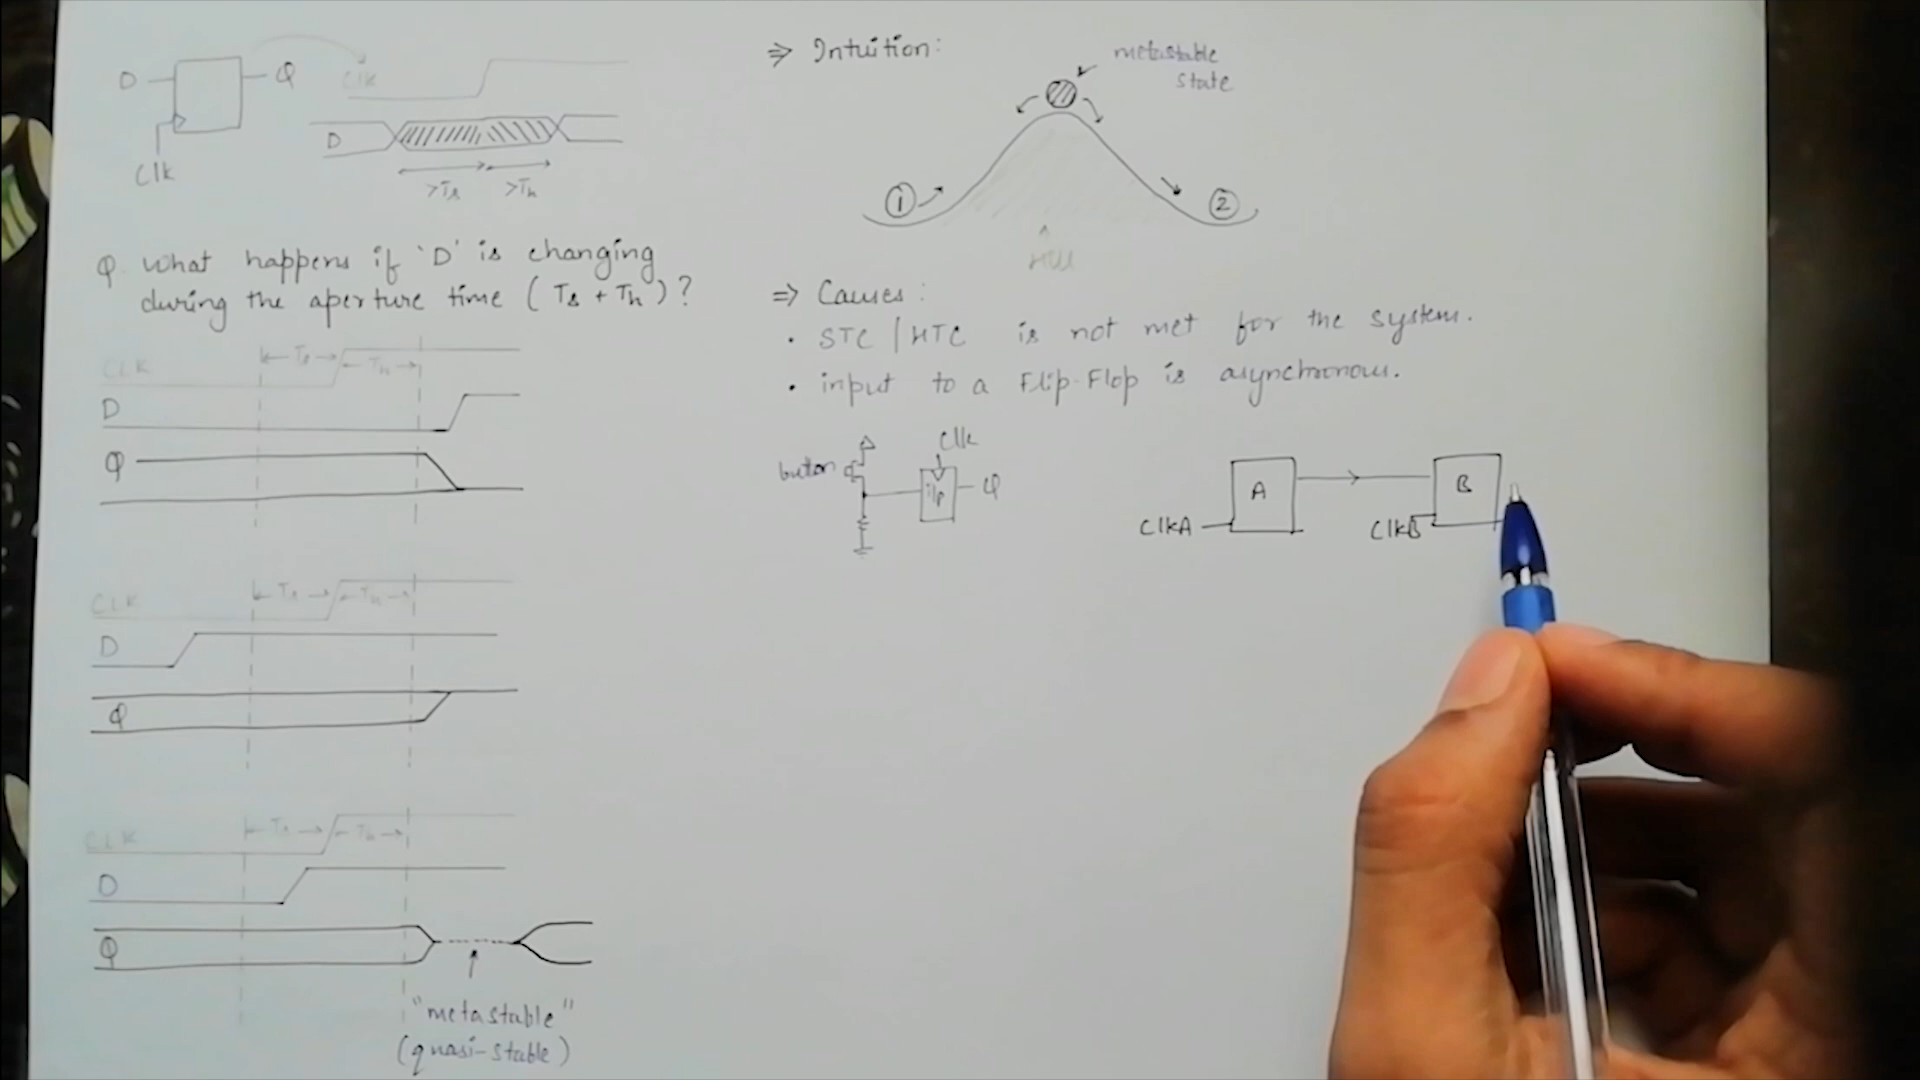 D
Q
Clk
Clk
D
>Ts
>Th
Q. What happens if 'D' is changing
during the aperture time (Ts + Th)?
CLK
Ts
Th
D
Q
CLK
Ts
Th
D
Q
CLK
Ts
Th
D
Q
"metastable"
(quasi-stable)
⇒ Intuition:
metastable
state
1
2
Hill
⇒ Causes:
• STC / HTC is not met for the system.
• input to a Flip-Flop is asynchronous.
button
Clk
Q
A
B
ClkA
ClkB